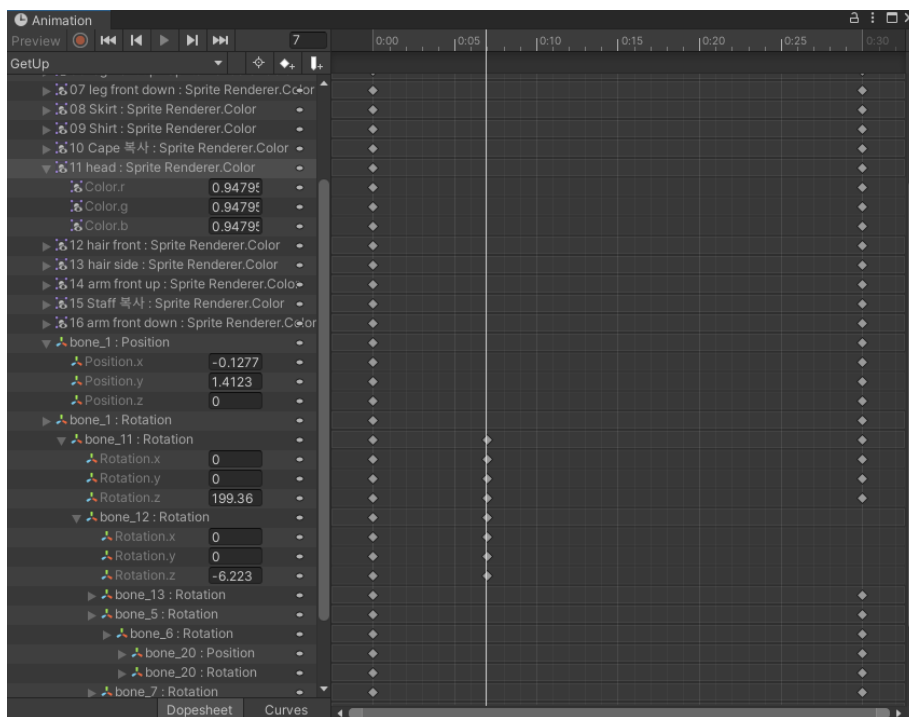 Animation
Preview 7 0:00 0:05 0:10 0:15 0:20 0:25 0:30
GetUp
07 leg front down : Sprite Renderer.Color
08 Skirt : Sprite Renderer.Color
09 Shirt : Sprite Renderer.Color
10 Cape 복사 : Sprite Renderer.Color
11 head : Sprite Renderer.Color
Color.r 0.9479
Color.g 0.9479
Color.b 0.9479
12 hair front : Sprite Renderer.Color
13 hair side : Sprite Renderer.Color
14 arm front up : Sprite Renderer.Colo
15 Staff 복사 : Sprite Renderer.Color
16 arm front down : Sprite Renderer.Color
bone_1 : Position
Position.x -0.1277
Position.y 1.4123
Position.z 0
bone_1 : Rotation
bone_11 : Rotation
Rotation.x 0
Rotation.y 0
Rotation.z 199.36
bone_12 : Rotation
Rotation.x 0
Rotation.y 0
Rotation.z -6.223
bone_13 : Rotation
bone_5 : Rotation
bone_6 : Rotation
bone_20 : Position
bone_20 : Rotation
bone_7 : Rotation
Dopesheet Curves